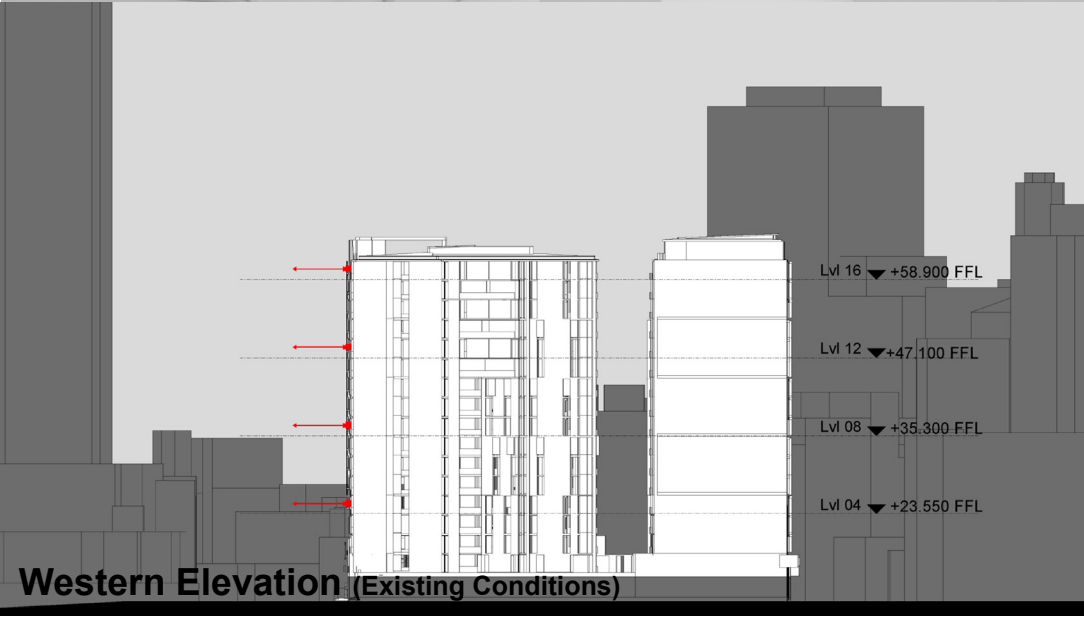 Lvl 16 +58.900 FFL
Lvl 12 +47.100 FFL
Lvl 08 +35.300 FFL
Lvl 04 +23.550 FFL
Western Elevation (Existing Conditions)